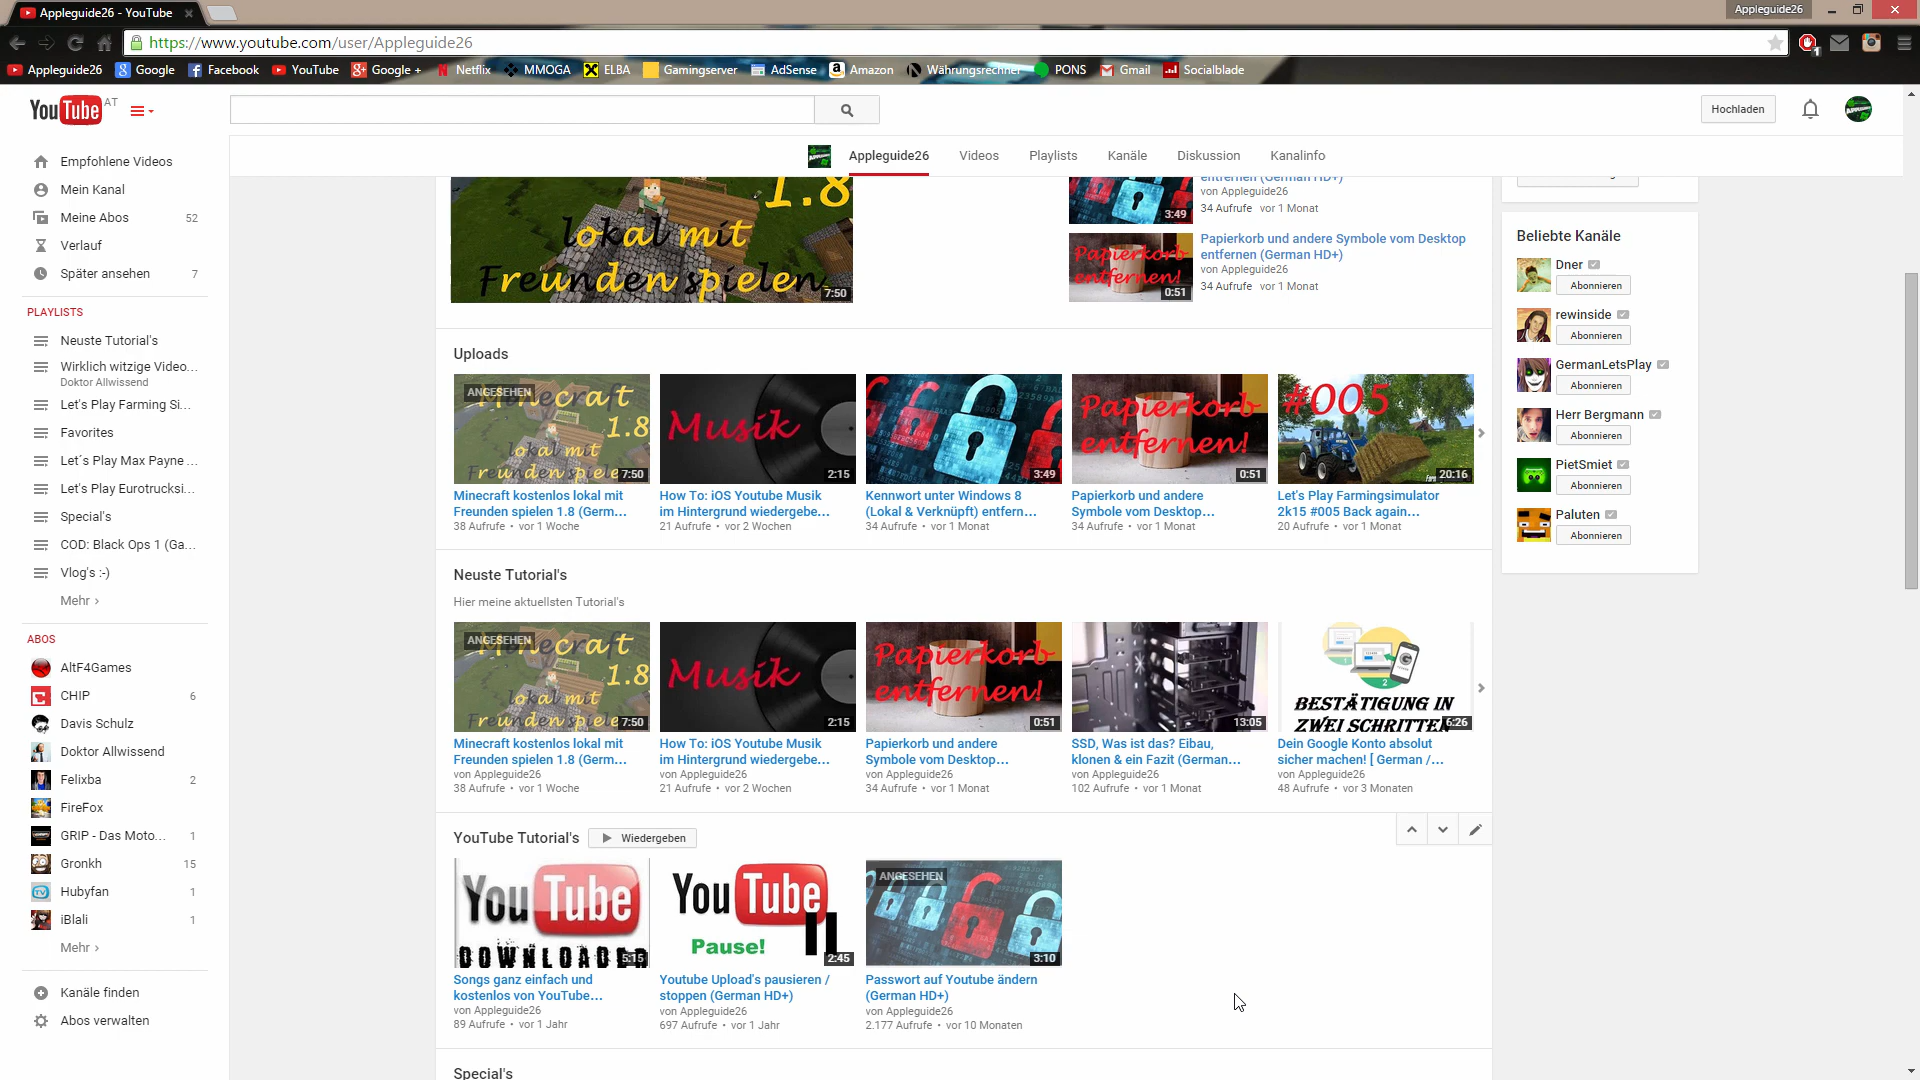 Appleguide26 - YouTube
Appleguide26
https://www.youtube.com/user/Appleguide26
1
Appleguide26
Google
Facebook
YouTube
Google +
Netflix
MMOGA
ELBA
Gamingserver
AdSense
Amazon
Währungsrechner
PONS
Gmail
Socialblade
YouTube AT
Hochladen
Appleguide26
Videos
Playlists
Kanäle
Diskussion
Kanalinfo
Empfohlene Videos
Mein Kanal
Meine Abos 52
Verlauf
Später ansehen 7
PLAYLISTS
Neuste Tutorial's
Wirklich witzige Video...
Doktor Allwissend
Let's Play Farming Si...
Favorites
Let´s Play Max Payne ...
Let's Play Eurotrucksi...
Special's
COD: Black Ops 1 (Ga...
Vlog's :-)
Mehr ›
ABOS
AltF4Games
CHIP 6
Davis Schulz
Doktor Allwissend
Felixba 2
FireFox
GRIP - Das Moto... 1
Gronkh 15
Hubyfan 1
iBlali 1
Mehr ›
Kanäle finden
Abos verwalten
1.8
lokal mit
Freunden spielen
7:50
entfernen (German HD+)
von Appleguide26
34 Aufrufe vor 1 Monat
3:49
Papierkorb
entfernen!
0:51
Papierkorb und andere Symbole vom Desktop
entfernen (German HD+)
von Appleguide26
34 Aufrufe vor 1 Monat
Uploads
ANGESEHEN
Minecraft
1.8
lokal mit
Freunden spiele
7:50
Minecraft kostenlos lokal mit
Freunden spielen 1.8 (Germ...
38 Aufrufe • vor 1 Woche
Musik
2:15
How To: iOS Youtube Musik
im Hintergrund wiedergebe...
21 Aufrufe • vor 2 Wochen
3:49
Kennwort unter Windows 8
(Lokal & Verknüpft) entfern...
34 Aufrufe • vor 1 Monat
Papierkorb
entfernen!
0:51
Papierkorb und andere
Symbole vom Desktop...
34 Aufrufe • vor 1 Monat
#005
20:16
Let's Play Farmingsimulator
2k15 #005 Back again...
20 Aufrufe • vor 1 Monat
Neuste Tutorial's
Hier meine aktuellsten Tutorial's
ANGESEHEN
Minecraft
1.8
lokal mit
Freunden spiele
7:50
Minecraft kostenlos lokal mit
Freunden spielen 1.8 (Germ...
von Appleguide26
38 Aufrufe • vor 1 Woche
Musik
2:15
How To: iOS Youtube Musik
im Hintergrund wiedergebe...
von Appleguide26
21 Aufrufe • vor 2 Wochen
Papierkorb
entfernen!
0:51
Papierkorb und andere
Symbole vom Desktop...
von Appleguide26
34 Aufrufe • vor 1 Monat
13:05
SSD, Was ist das? Eibau,
klonen & ein Fazit (German...
von Appleguide26
102 Aufrufe • vor 1 Monat
1
2
G
BESTÄTIGUNG IN
ZWEI SCHRITTEN
6:26
Dein Google Konto absolut
sicher machen! [ German /...
von Appleguide26
48 Aufrufe • vor 3 Monaten
YouTube Tutorial's
Wiedergeben
YouTube
DOWNLOADER
5:15
Songs ganz einfach und
kostenlos von YouTube...
von Appleguide26
89 Aufrufe • vor 1 Jahr
YouTube
Pause!
2:45
Youtube Upload's pausieren /
stoppen (German HD+)
von Appleguide26
697 Aufrufe • vor 1 Jahr
ANGESEHEN
3:10
Passwort auf Youtube ändern
(German HD+)
von Appleguide26
2.177 Aufrufe • vor 10 Monaten
Special's
Beliebte Kanäle
Dner
Abonnieren
rewinside
Abonnieren
GermanLetsPlay
Abonnieren
Herr Bergmann
Abonnieren
PietSmiet
Abonnieren
Paluten
Abonnieren